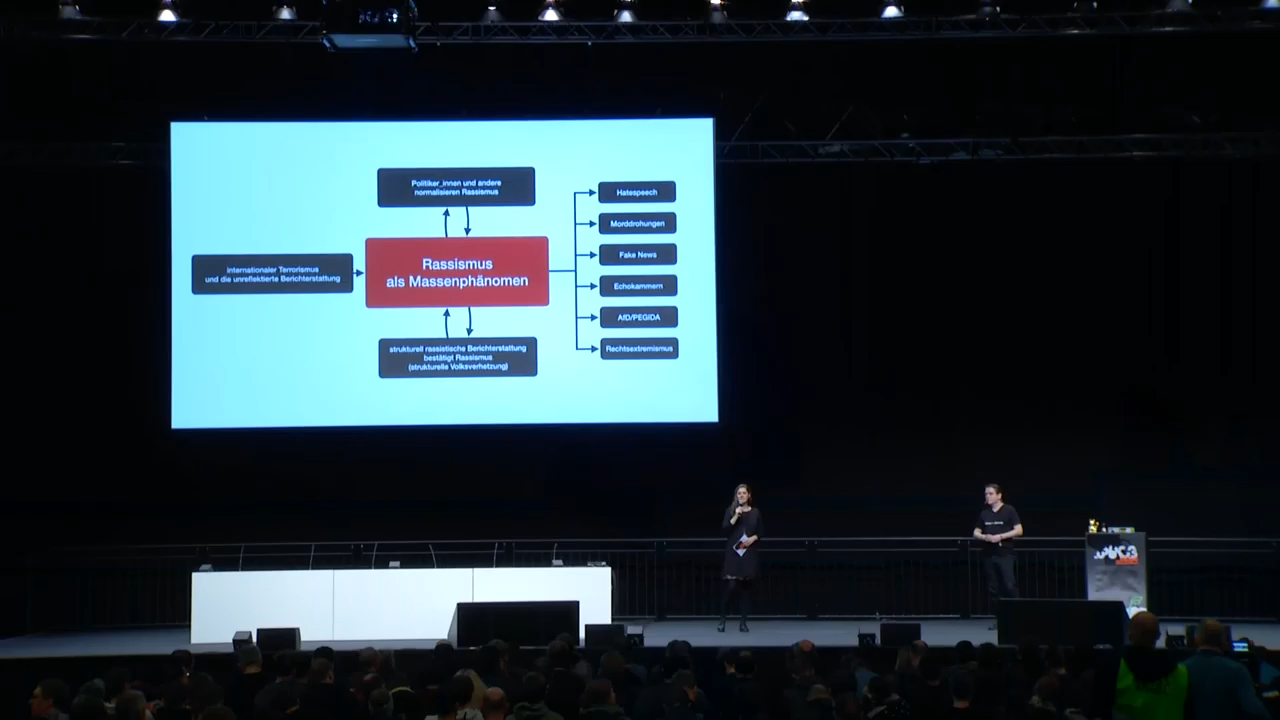 Politiker_innen und andere
normalisieren Rassismus
internationaler Terrorismus
und die unreflektierte Berichterstattung
Rassismus
als Massenphänomen
strukturell rassistische Berichterstattung
bestätigt Rassismus
(strukturelle Volksverhetzung)
Hatespeech
Morddrohungen
Fake News
Echokammern
AfD/PEGIDA
Rechtsextremismus